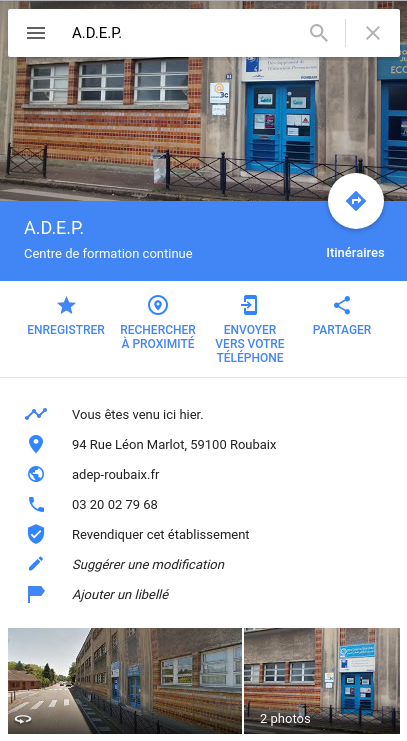 A.D.E.P.
3C
ROUBAIX
A.D.E.P.
Centre de formation continue
Itinéraires
ENREGISTRER
RECHERCHER
À PROXIMITÉ
ENVOYER
VERS VOTRE
TÉLÉPHONE
PARTAGER
Vous êtes venu ici hier.
94 Rue Léon Marlot, 59100 Roubaix
adep-roubaix.fr
03 20 02 79 68
Revendiquer cet établissement
Suggérer une modification
Ajouter un libellé
2 photos